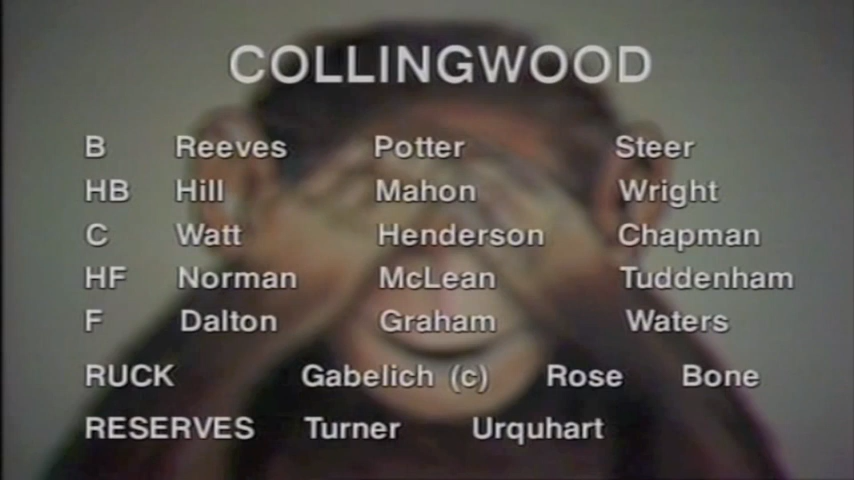 COLLINGWOOD
B Reeves Potter Steer
HB Hill Mahon Wright
C Watt Henderson Chapman
HF Norman McLean Tuddenham
F Dalton Graham Waters
RUCK Gabelich (c) Rose Bone
RESERVES Turner Urquhart